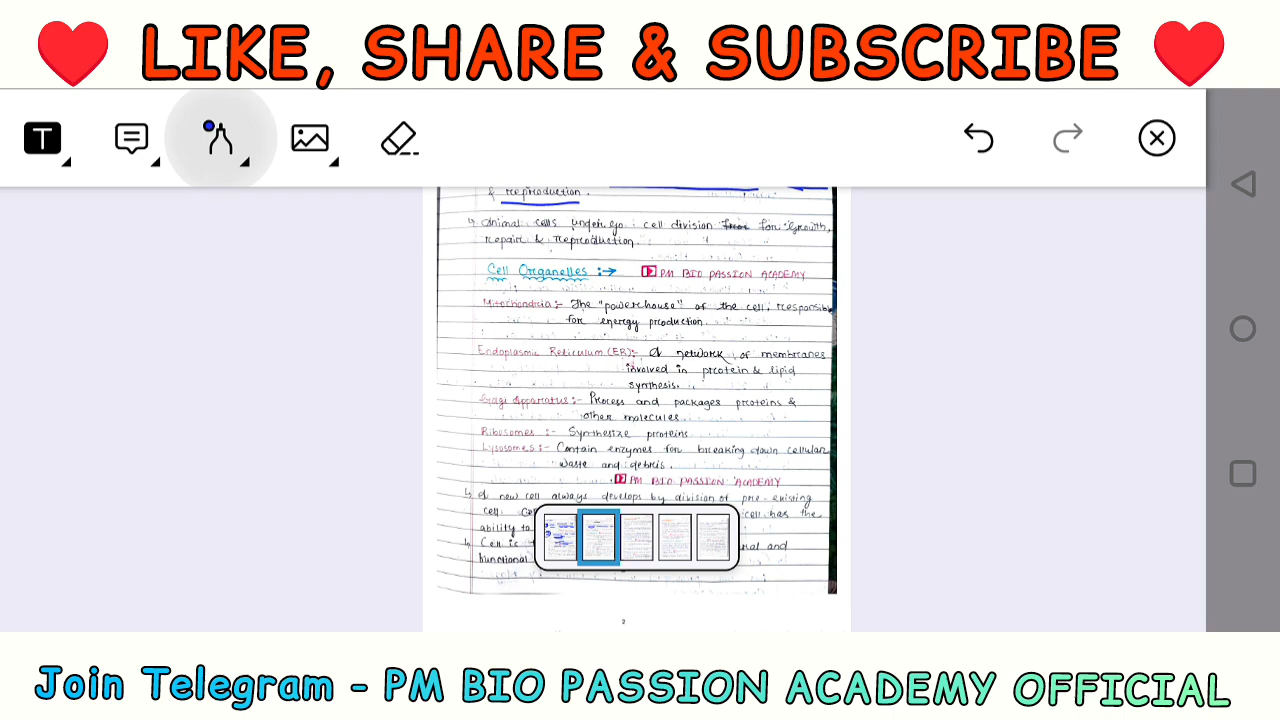 LIKE, SHARE & SUBSCRIBE
T
& reproduction.
↳ Animal cells undergo cell division for Growth,
repair & Reproduction.
Cell Organelles :→ PM BIO PASSION ACADEMY
Mitochondria:- The "powerhouse" of the cell, responsible
for energy production.
Endoplasmic Reticulum (ER):- A network of membranes
involved in protein & lipid
synthesis.
Golgi Apparatus:- Process and packages proteins &
other molecules.
Ribosomes :- Synthesize proteins
Lysosomes:- Contain enzymes for breaking down cellular
waste and debris.
PM BIO PASSION ACADEMY
↳ A new cell always develops by division of pre-existing
cell. cell has the
ability to
↳ Cell is and
functional
2
Join Telegram - PM BIO PASSION ACADEMY OFFICIAL